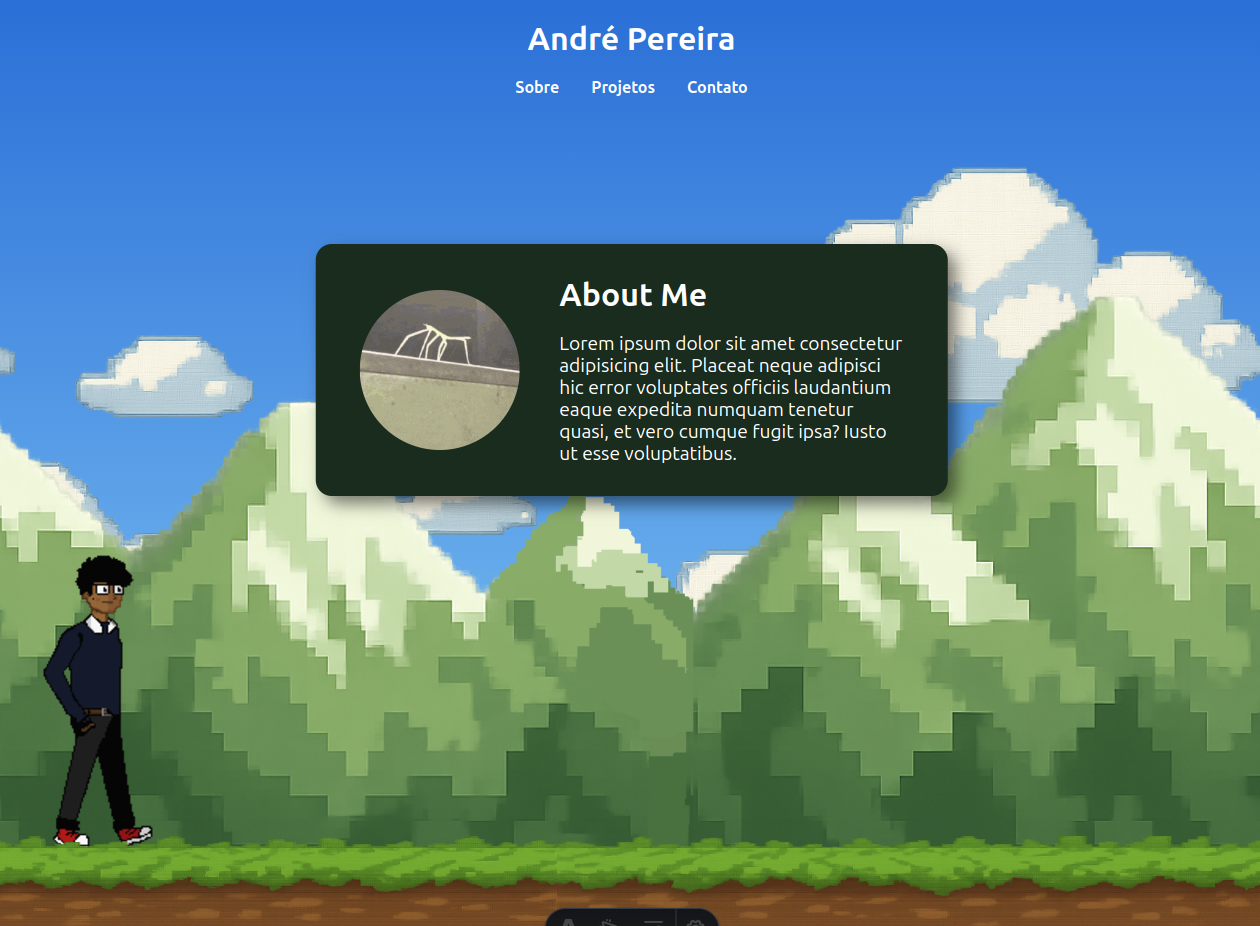 André Pereira
Sobre Projetos Contato
About Me
Lorem ipsum dolor sit amet consectetur
adipisicing elit. Placeat neque adipisci
hic error voluptates officiis laudantium
eaque expedita numquam tenetur
quasi, et vero cumque fugit ipsa? Iusto
ut esse voluptatibus.